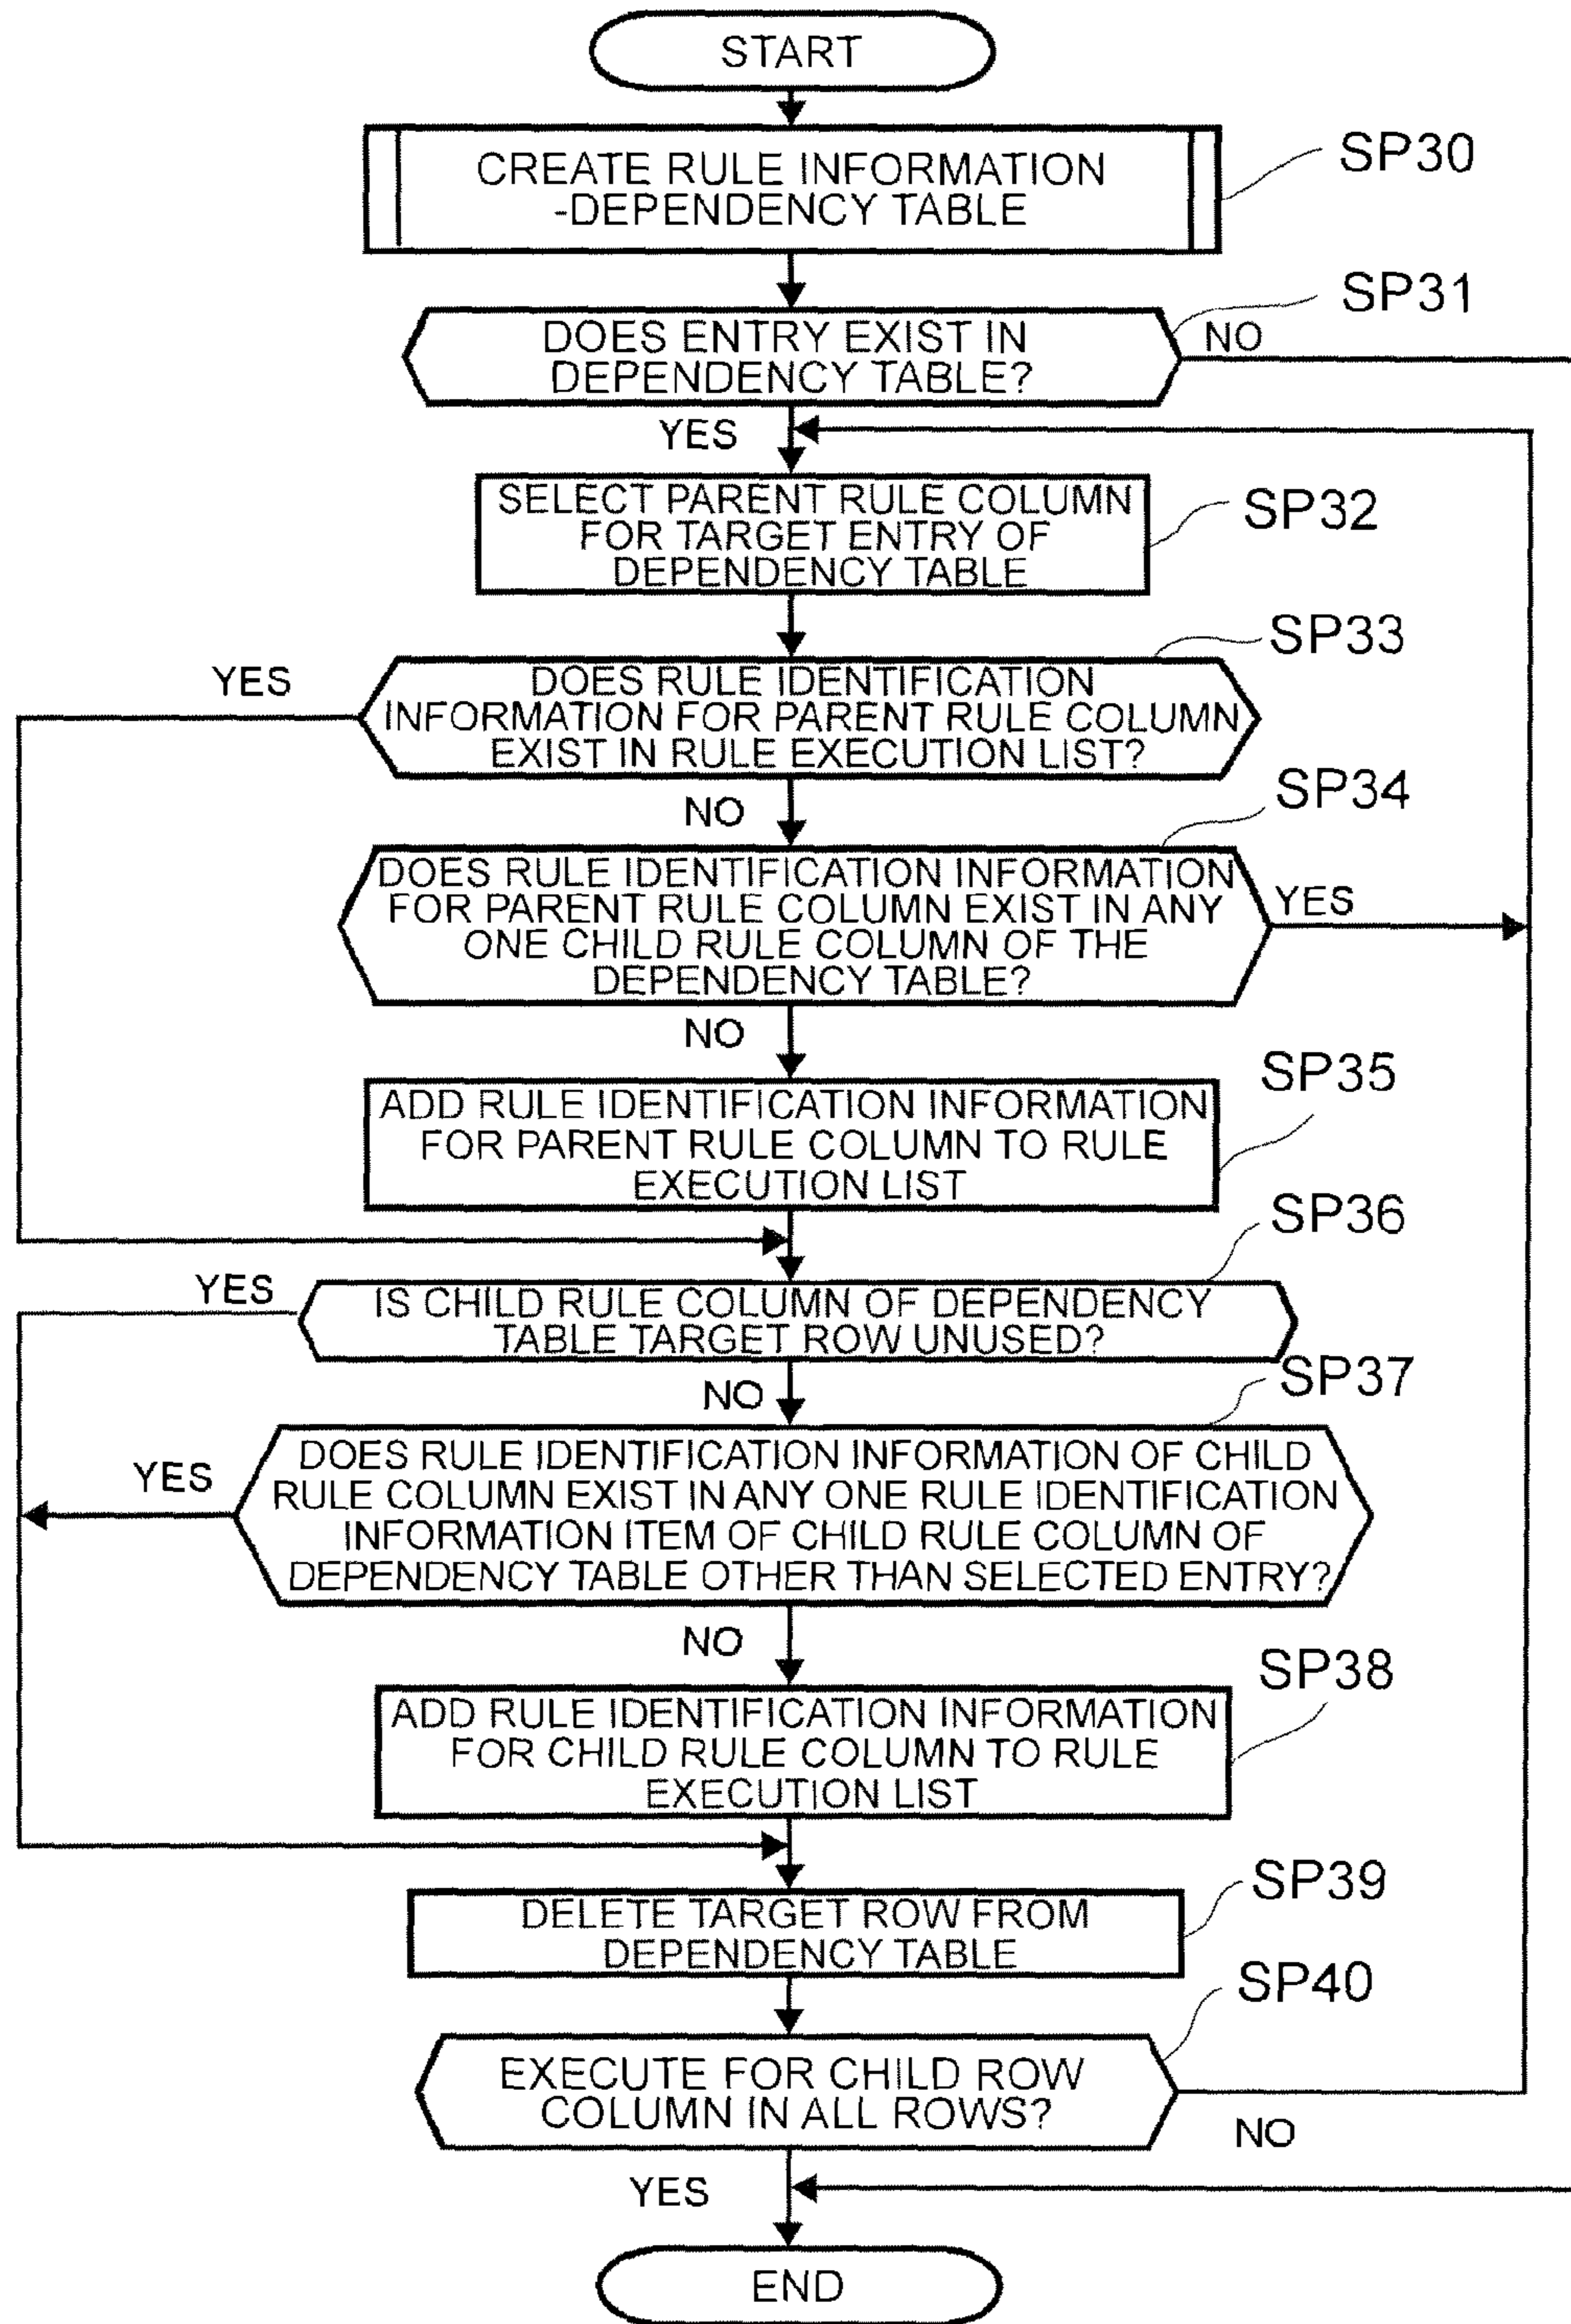 START
CREATE RULE INFORMATION
-DEPENDENCY TABLE
SP30
DOES ENTRY EXIST IN
DEPENDENCY TABLE?
SP31
NO
YES
SELECT PARENT RULE COLUMN
FOR TARGET ENTRY OF
DEPENDENCY TABLE
SP32
DOES RULE IDENTIFICATION
INFORMATION FOR PARENT RULE COLUMN
EXIST IN RULE EXECUTION LIST?
SP33
YES
NO
DOES RULE IDENTIFICATION INFORMATION
FOR PARENT RULE COLUMN EXIST IN ANY
ONE CHILD RULE COLUMN OF THE
DEPENDENCY TABLE?
SP34
YES
NO
ADD RULE IDENTIFICATION INFORMATION
FOR PARENT RULE COLUMN TO RULE
EXECUTION LIST
SP35
IS CHILD RULE COLUMN OF DEPENDENCY
TABLE TARGET ROW UNUSED?
SP36
YES
NO
DOES RULE IDENTIFICATION INFORMATION OF CHILD
RULE COLUMN EXIST IN ANY ONE RULE IDENTIFICATION
INFORMATION ITEM OF CHILD RULE COLUMN OF
DEPENDENCY TABLE OTHER THAN SELECTED ENTRY?
SP37
YES
NO
ADD RULE IDENTIFICATION INFORMATION
FOR CHILD RULE COLUMN TO RULE
EXECUTION LIST
SP38
DELETE TARGET ROW FROM
DEPENDENCY TABLE
SP39
EXECUTE FOR CHILD ROW
COLUMN IN ALL ROWS?
SP40
NO
YES
END